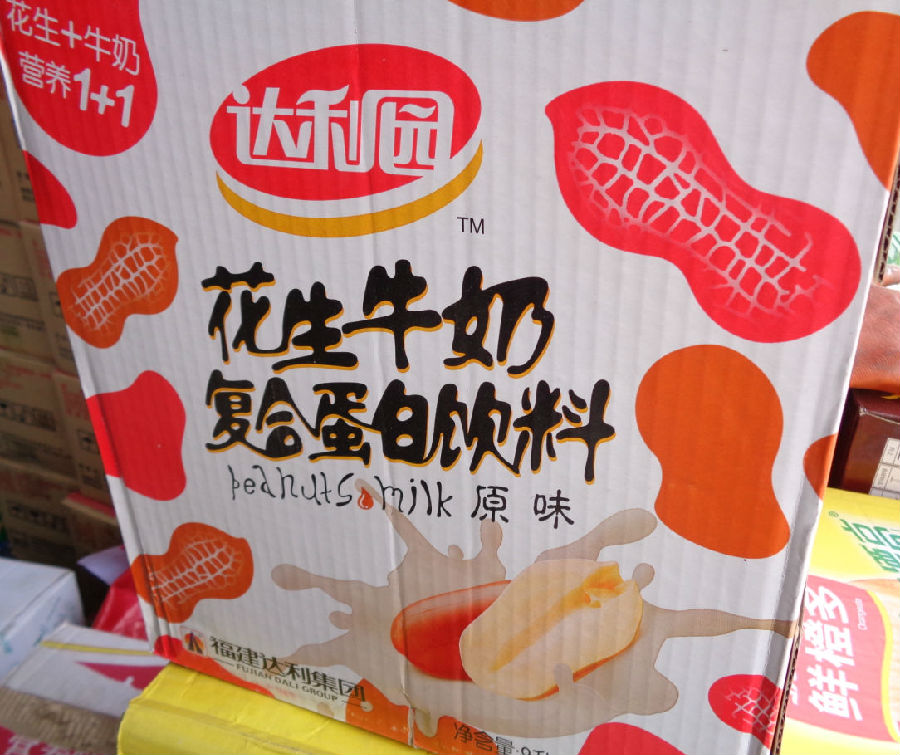 花生+牛奶
营养1+1
达利园
TM
花生牛奶
复合蛋白饮料
peanuts milk 原味
福建达利集团
FUJIAN DALI GROUP
净含量
鲜橙多